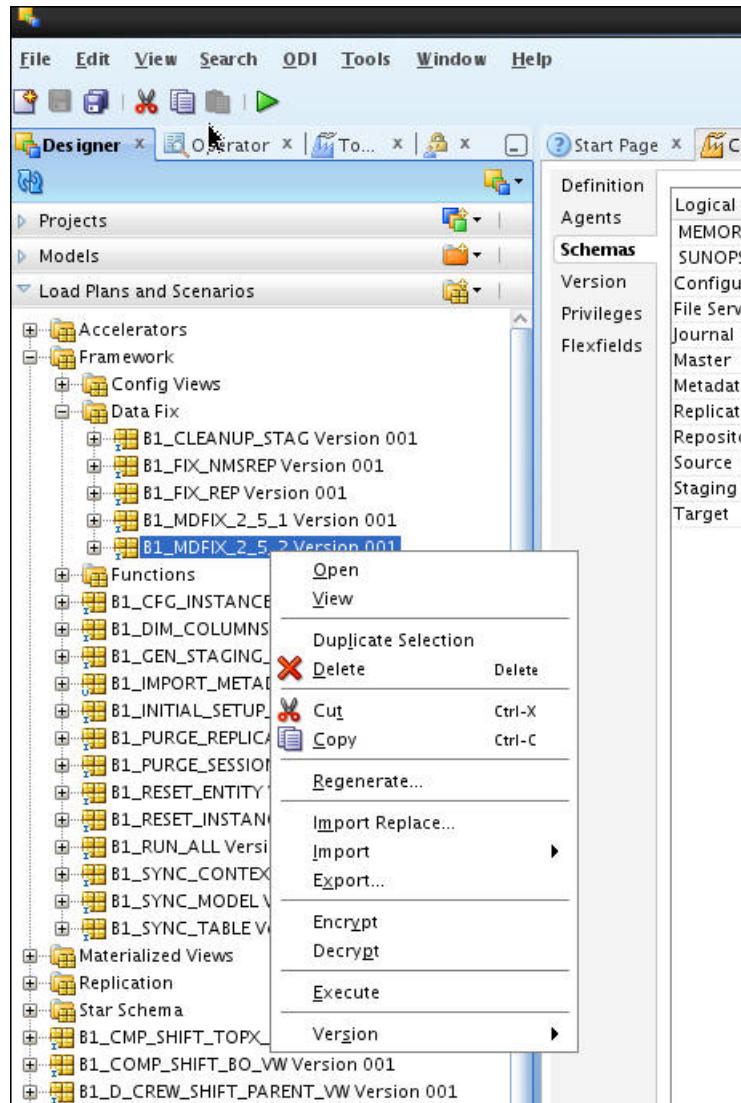 File Edit View Search ODI Tools Window Help
Designer Operator To...
Start Page C
Projects
Models
Load Plans and Scenarios
Accelerators
Framework
Config Views
Data Fix
B1_CLEANUP_STAG Version 001
B1_FIX_NMSREP Version 001
B1_FIX_REP Version 001
B1_MDFIX_2_5_1 Version 001
B1_MDFIX_2_5_2 Version 001
Functions
B1_CFG_INSTANCE
B1_DIM_COLUMNS
B1_GEN_STAGING_
B1_IMPORT_METAD
B1_INITIAL_SETUP_
B1_PURGE_REPLICA
B1_PURGE_SESSION
B1_RESET_ENTITY
B1_RESET_INSTAN
B1_RUN_ALL Versi
B1_SYNC_CONTEX
B1_SYNC_MODEL V
B1_SYNC_TABLE Ve
Materialized Views
Replication
Star Schema
B1_CMP_SHIFT_TOPX_
B1_COMP_SHIFT_BO_VW Version 001
B1_D_CREW_SHIFT_PARENT_VW Version 001
Open
View
Duplicate Selection
Delete Delete
Cut Ctrl-X
Copy Ctrl-C
Regenerate...
Import Replace...
Import
Export...
Encrypt
Decrypt
Execute
Version
Definition
Agents
Schemas
Version
Privileges
Flexfields
Logical
MEMOR
SUNOPS
Configu
File Serv
Journal
Master
Metadat
Replicat
Reposito
Source
Staging
Target